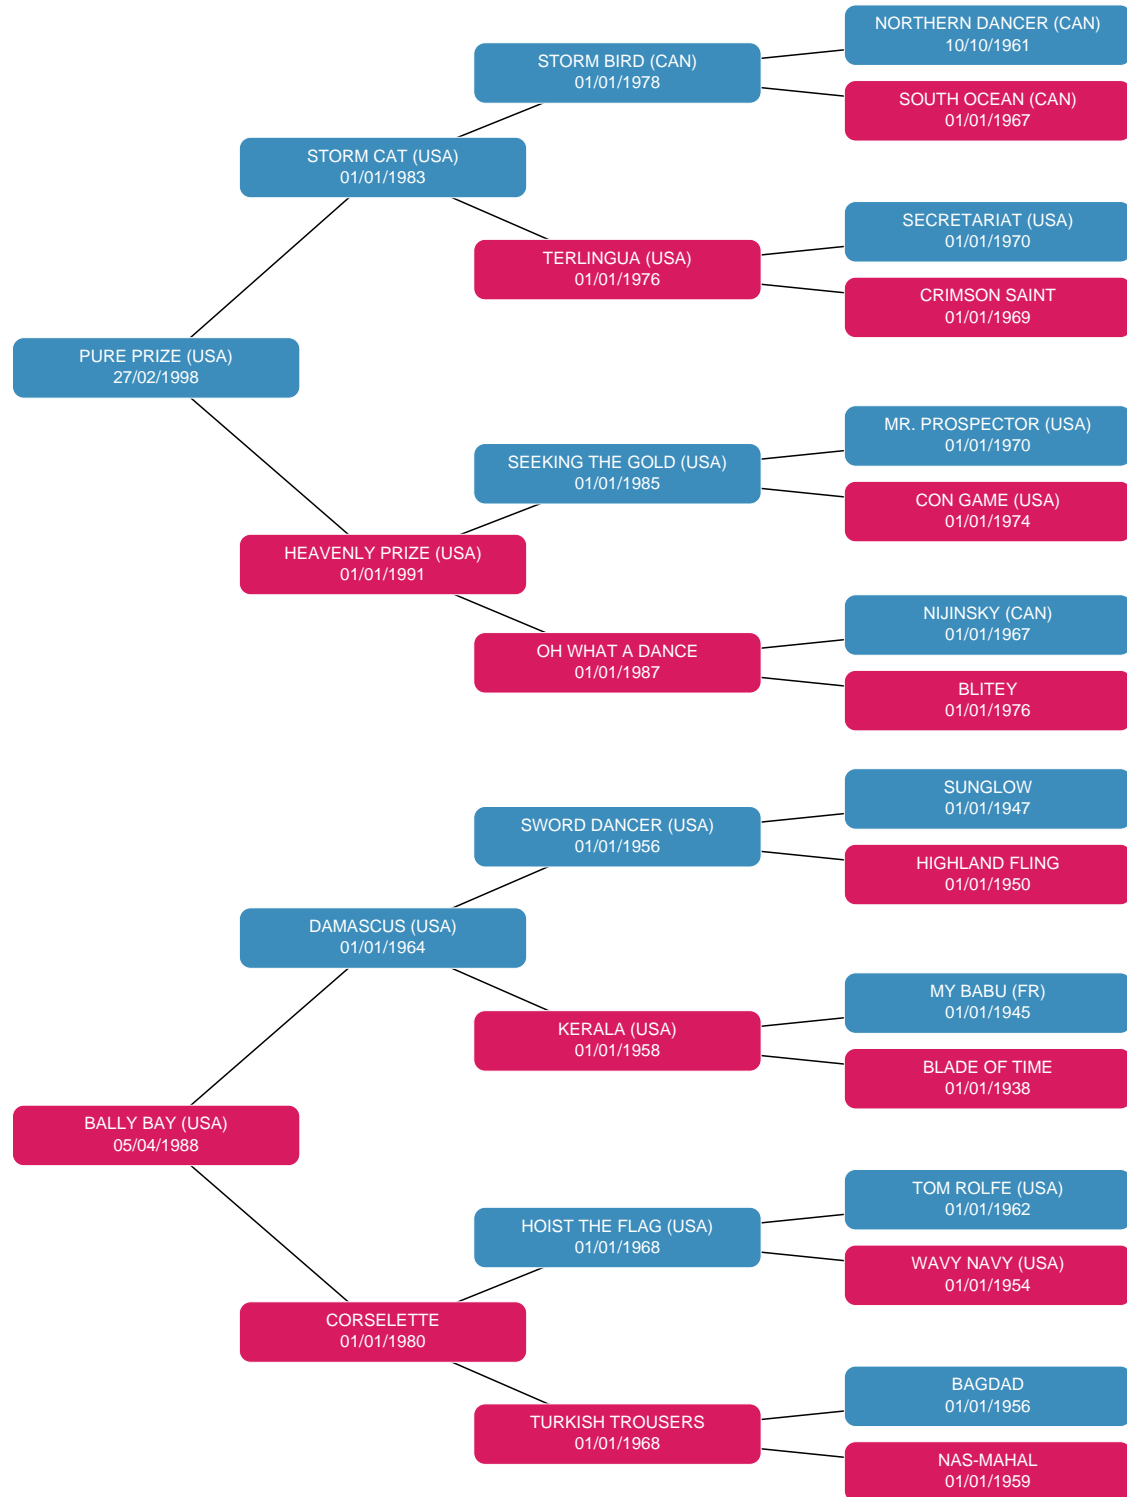 NORTHERN DANCER (CAN)
10/10/1961
STORM BIRD (CAN)
01/01/1978
SOUTH OCEAN (CAN)
01/01/1967
STORM CAT (USA)
01/01/1983
SECRETARIAT (USA)
01/01/1970
TERLINGUA (USA)
01/01/1976
CRIMSON SAINT
01/01/1969
PURE PRIZE (USA)
27/02/1998
MR. PROSPECTOR (USA)
01/01/1970
SEEKING THE GOLD (USA)
01/01/1985
CON GAME (USA)
01/01/1974
HEAVENLY PRIZE (USA)
01/01/1991
NIJINSKY (CAN)
01/01/1967
OH WHAT A DANCE
01/01/1987
BLITEY
01/01/1976
SUNGLOW
01/01/1947
SWORD DANCER (USA)
01/01/1956
HIGHLAND FLING
01/01/1950
DAMASCUS (USA)
01/01/1964
MY BABU (FR)
01/01/1945
KERALA (USA)
01/01/1958
BLADE OF TIME
01/01/1938
BALLY BAY (USA)
05/04/1988
TOM ROLFE (USA)
01/01/1962
HOIST THE FLAG (USA)
01/01/1968
WAVY NAVY (USA)
01/01/1954
CORSELETTE
01/01/1980
BAGDAD
01/01/1956
TURKISH TROUSERS
01/01/1968
NAS-MAHAL
01/01/1959